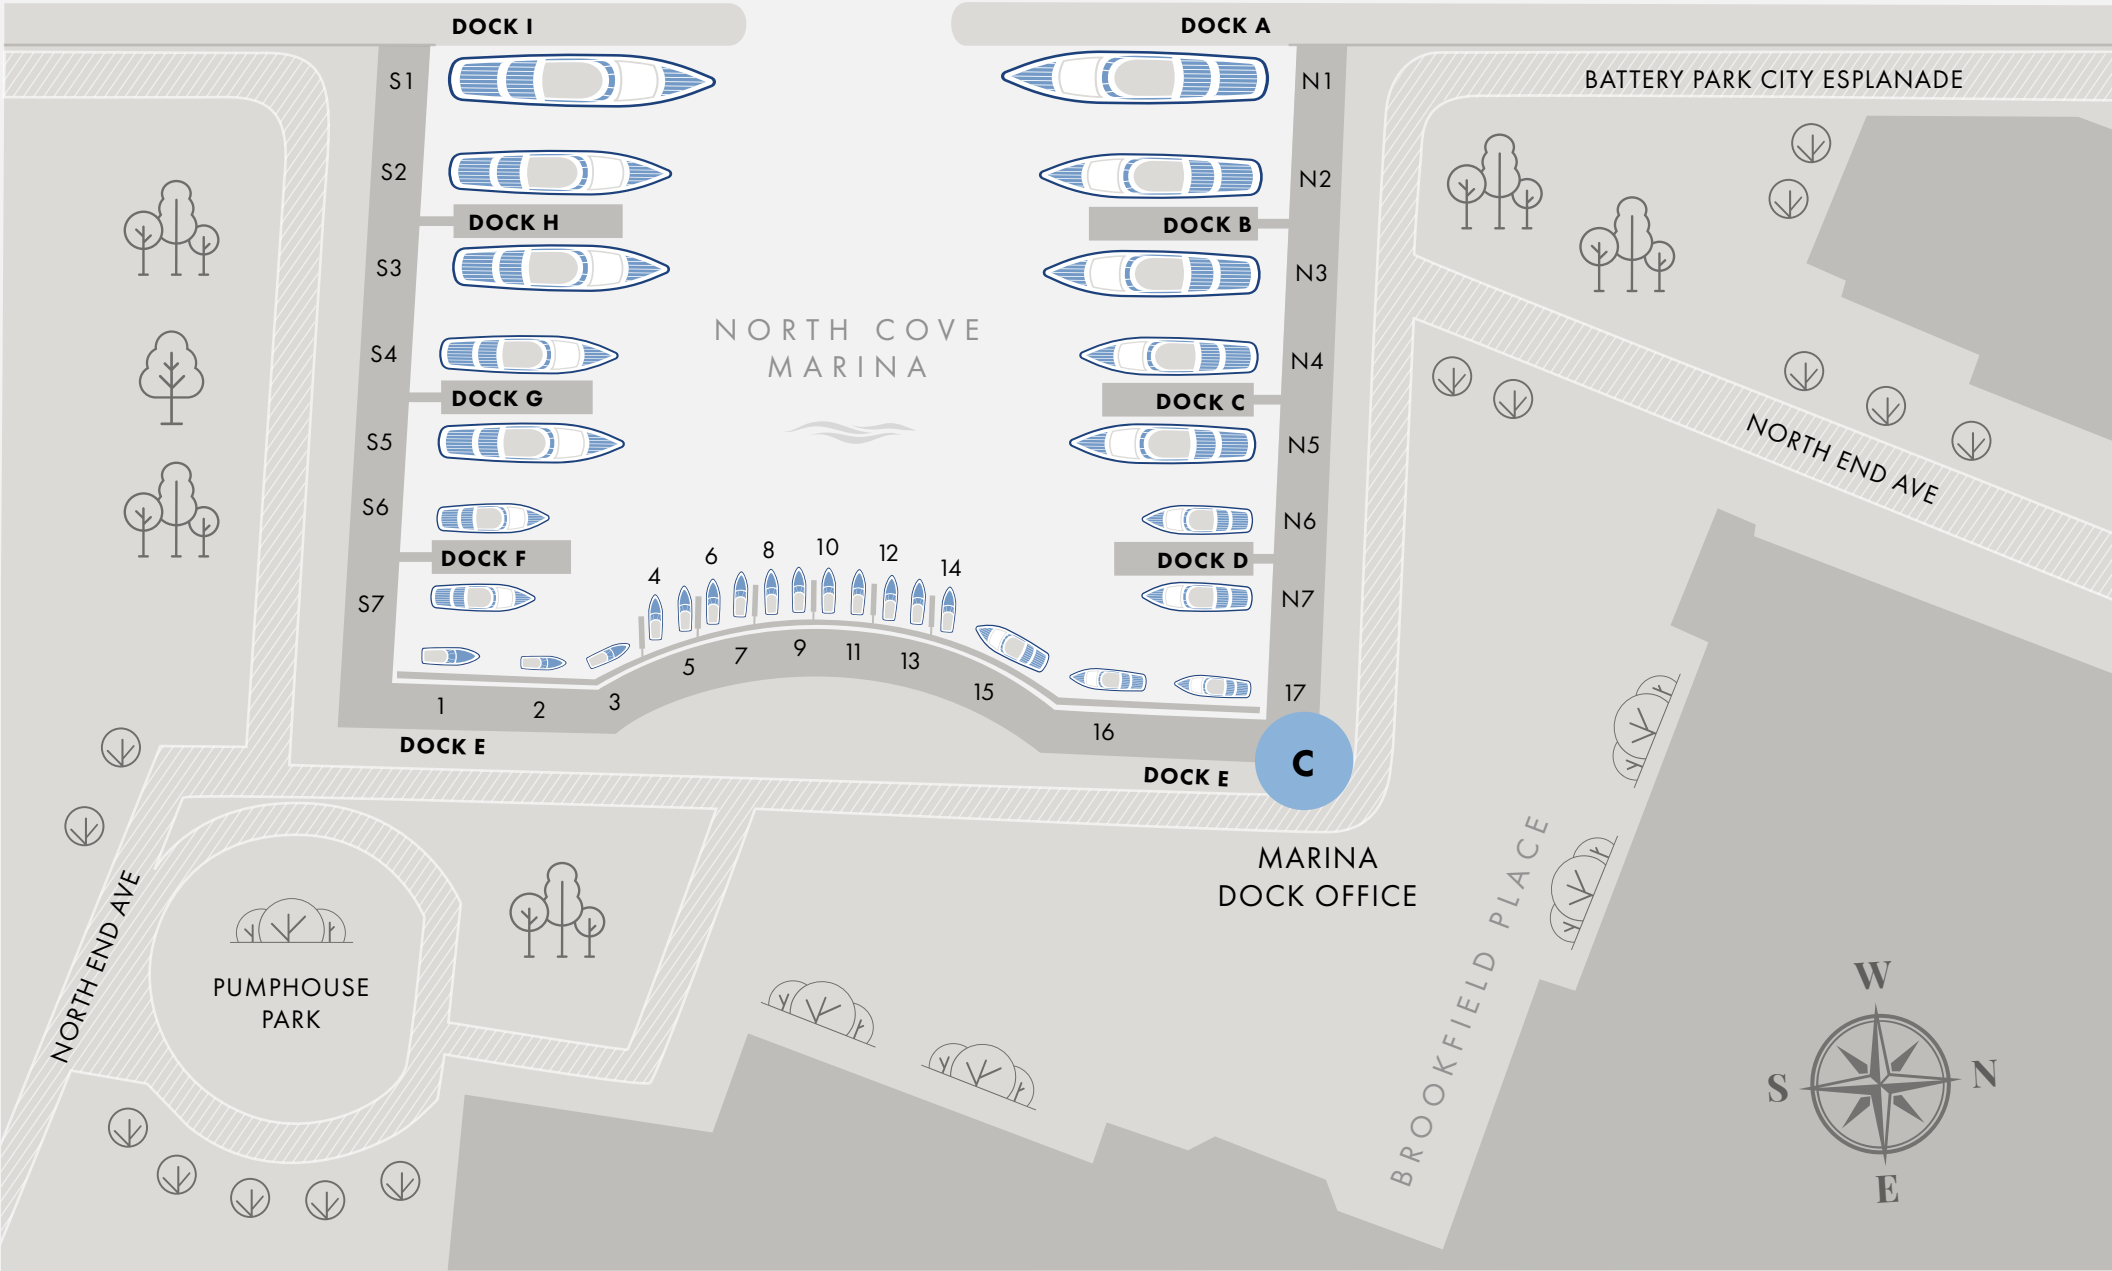 DOCK I
DOCK A
S1
N1
BATTERY PARK CITY ESPLANADE
S2
N2
DOCK H
DOCK B
S3
N3
NORTH COVE
MARINA
S4
N4
DOCK G
DOCK C
S5
N5
NORTH END AVE
S6
N6
DOCK F
DOCK D
S7
N7
4
6
8
10
12
14
1
2
3
5
7
9
11
13
15
16
17
DOCK E
DOCK E
C
MARINA
DOCK OFFICE
BROOKFIELD PLACE
NORTH END AVE
PUMPHOUSE
PARK
W
S
N
E